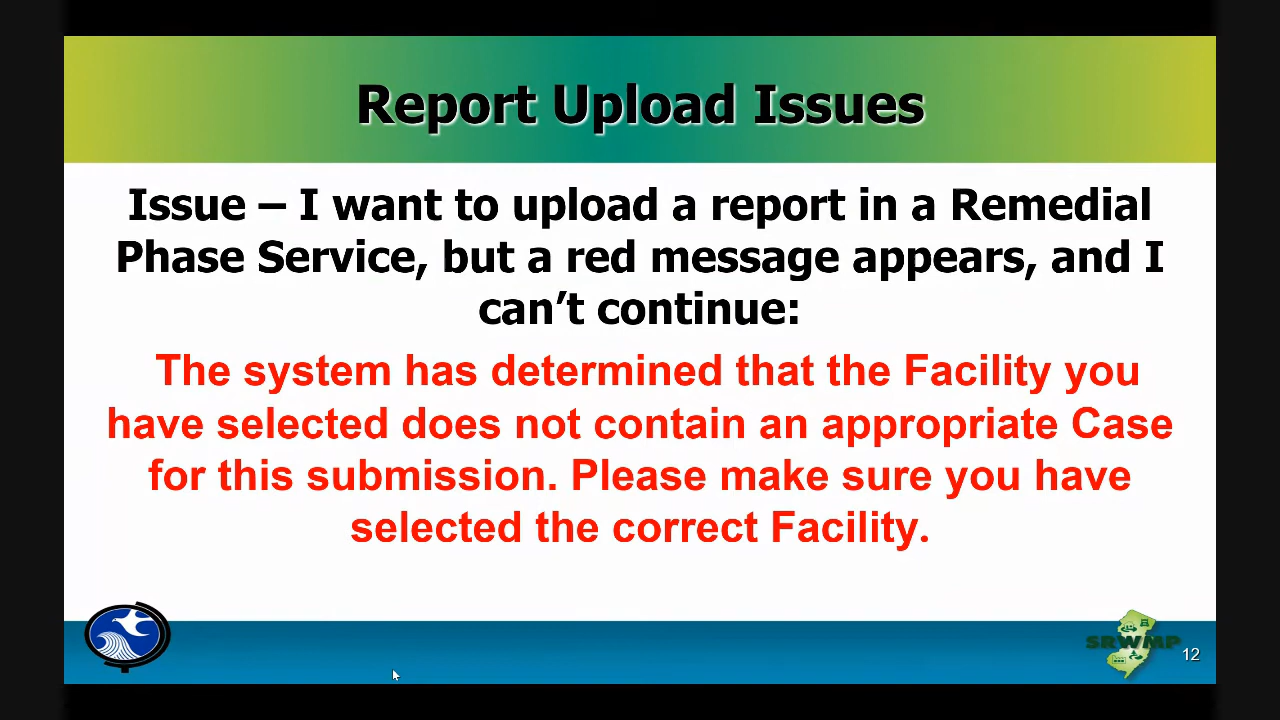 Report Upload Issues
Issue – I want to upload a report in a Remedial
Phase Service, but a red message appears, and I
can’t continue:
The system has determined that the Facility you
have selected does not contain an appropriate Case
for this submission. Please make sure you have
selected the correct Facility.
SRWMP
12